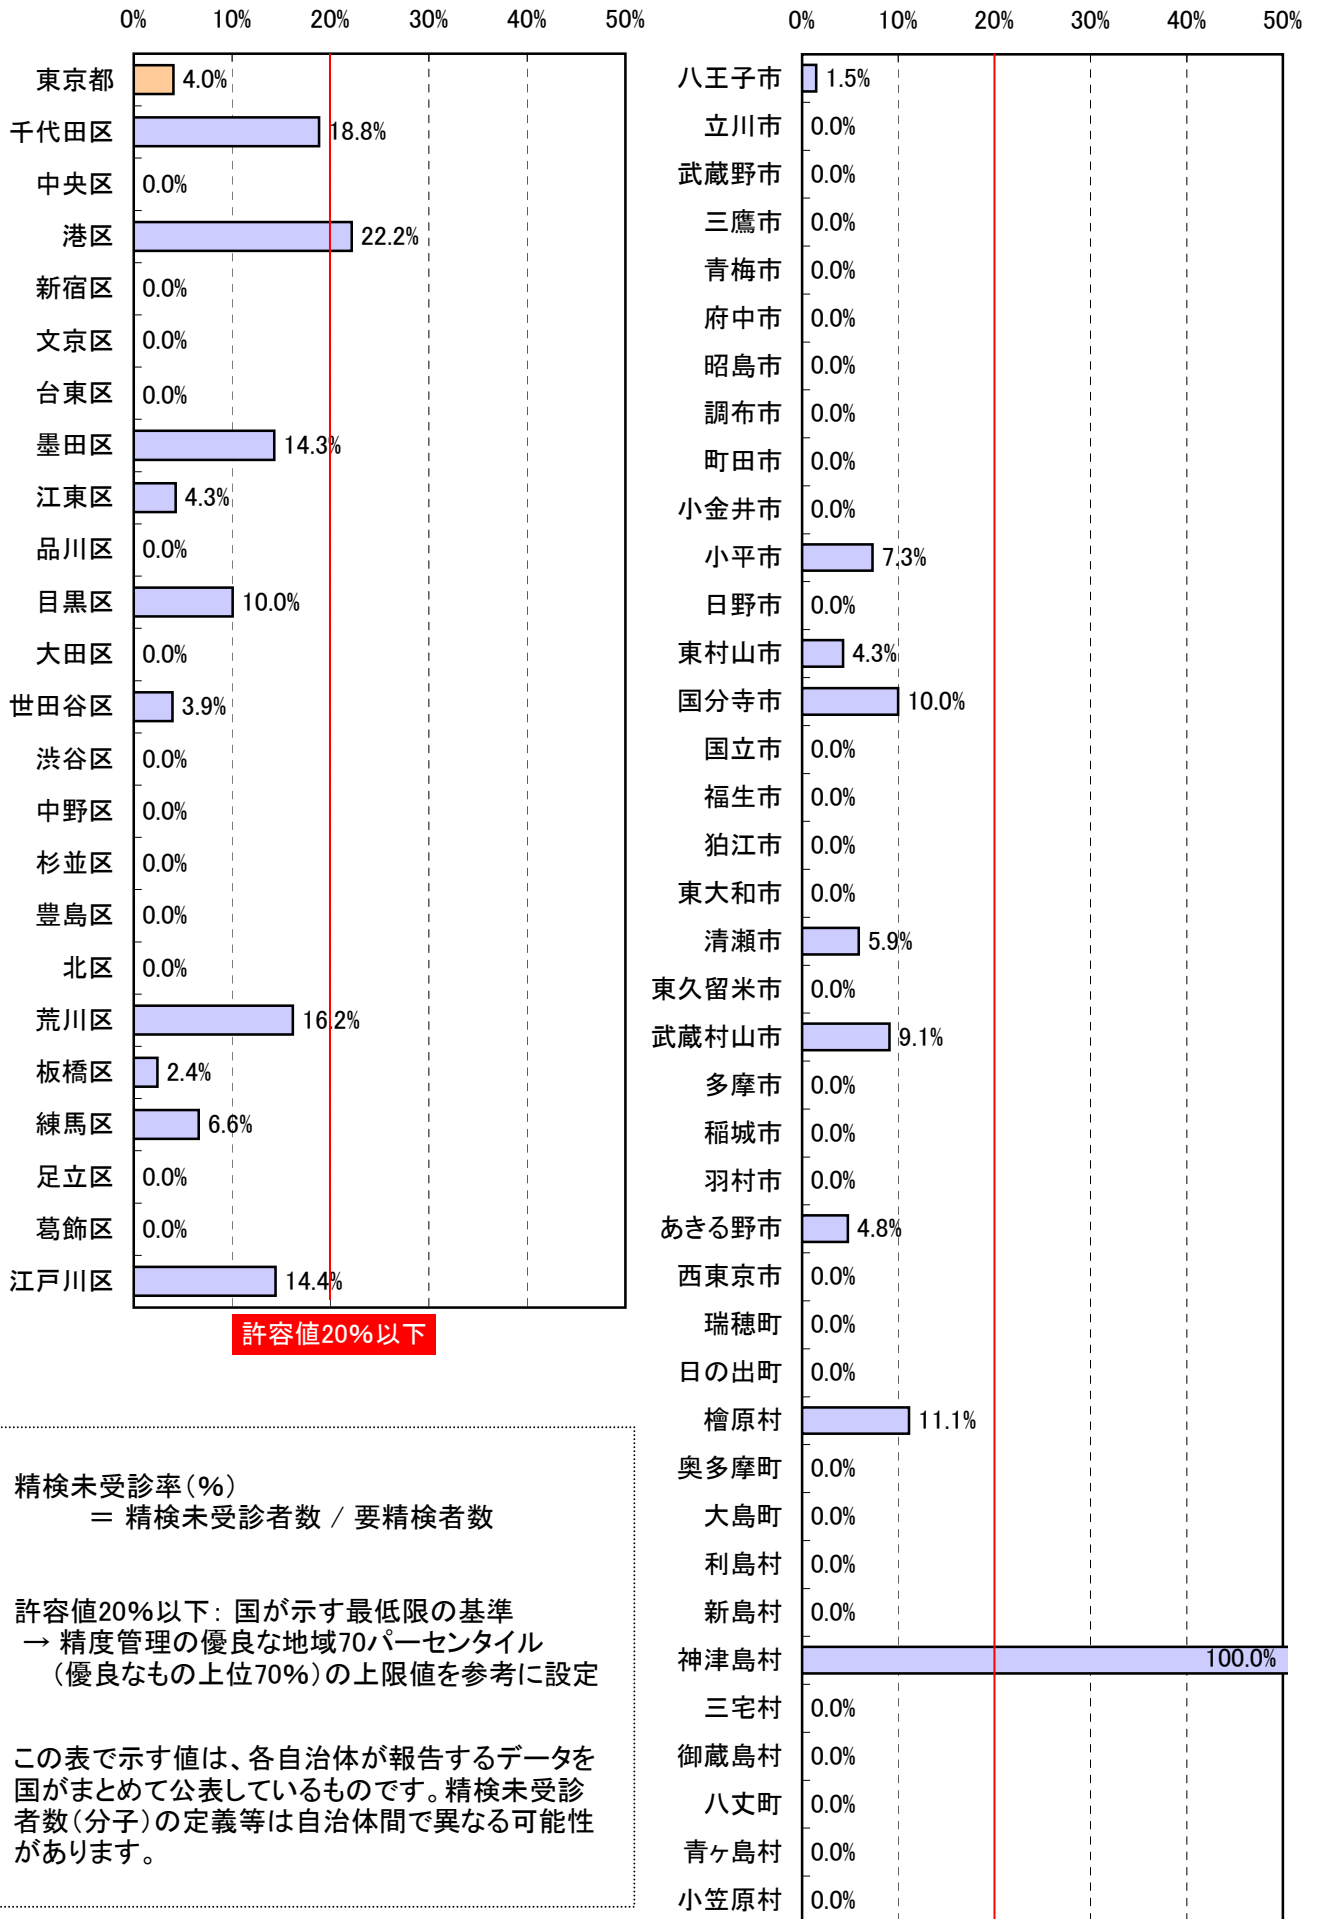 0% 10% 20% 30% 40% 50%
東京都 4.0%
千代田区 18.8%
中央区 0.0%
港区 22.2%
新宿区 0.0%
文京区 0.0%
台東区 0.0%
墨田区 14.3%
江東区 4.3%
品川区 0.0%
目黒区 10.0%
大田区 0.0%
世田谷区 3.9%
渋谷区 0.0%
中野区 0.0%
杉並区 0.0%
豊島区 0.0%
北区 0.0%
荒川区 16.2%
板橋区 2.4%
練馬区 6.6%
足立区 0.0%
葛飾区 0.0%
江戸川区 14.4%
許容値20%以下
精検未受診率(%)
= 精検未受診者数 / 要精検者数
許容値20%以下: 国が示す最低限の基準
→ 精度管理の優良な地域70パーセンタイル
(優良なもの上位70%)の上限値を参考に設定
この表で示す値は、各自治体が報告するデータを
国がまとめて公表しているものです。精検未受診
者数(分子)の定義等は自治体間で異なる可能性
があります。
0% 10% 20% 30% 40% 50%
八王子市 1.5%
立川市 0.0%
武蔵野市 0.0%
三鷹市 0.0%
青梅市 0.0%
府中市 0.0%
昭島市 0.0%
調布市 0.0%
町田市 0.0%
小金井市 0.0%
小平市 7.3%
日野市 0.0%
東村山市 4.3%
国分寺市 10.0%
国立市 0.0%
福生市 0.0%
狛江市 0.0%
東大和市 0.0%
清瀬市 5.9%
東久留米市 0.0%
武蔵村山市 9.1%
多摩市 0.0%
稲城市 0.0%
羽村市 0.0%
あきる野市 4.8%
西東京市 0.0%
瑞穂町 0.0%
日の出町 0.0%
檜原村 11.1%
奥多摩町 0.0%
大島町 0.0%
利島村 0.0%
新島村 0.0%
神津島村 100.0%
三宅村 0.0%
御蔵島村 0.0%
八丈町 0.0%
青ヶ島村 0.0%
小笠原村 0.0%